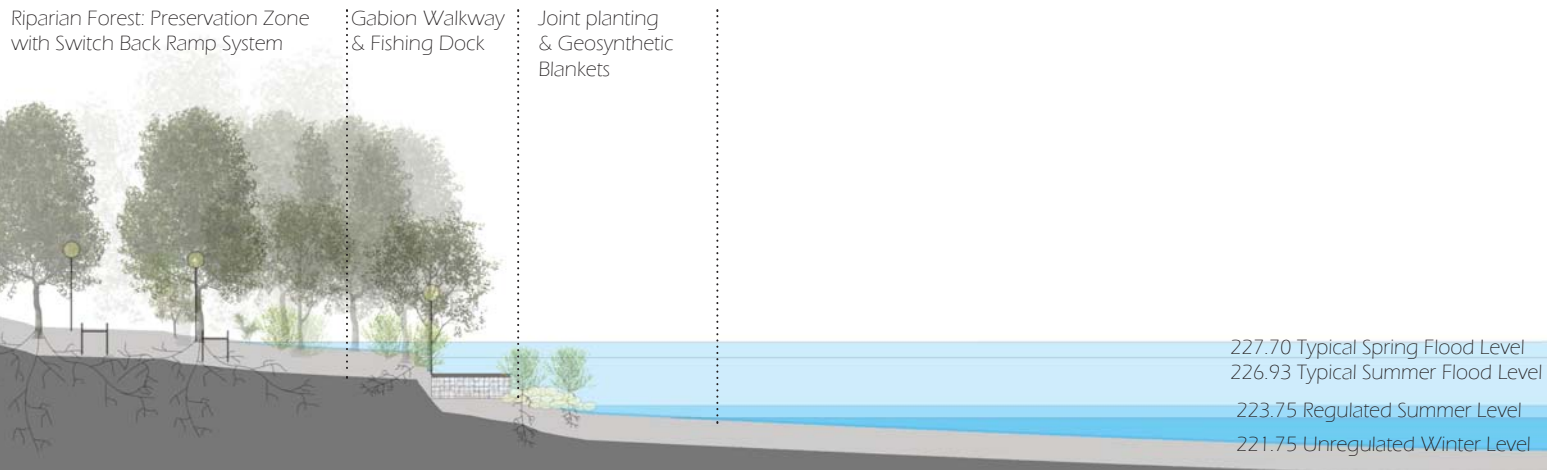 Riparian Forest: Preservation Zone
with Switch Back Ramp System
Gabion Walkway
& Fishing Dock
Joint planting
& Geosynthetic
Blankets
227.70 Typical Spring Flood Level
226.93 Typical Summer Flood Level
223.75 Regulated Summer Level
221.75 Unregulated Winter Level